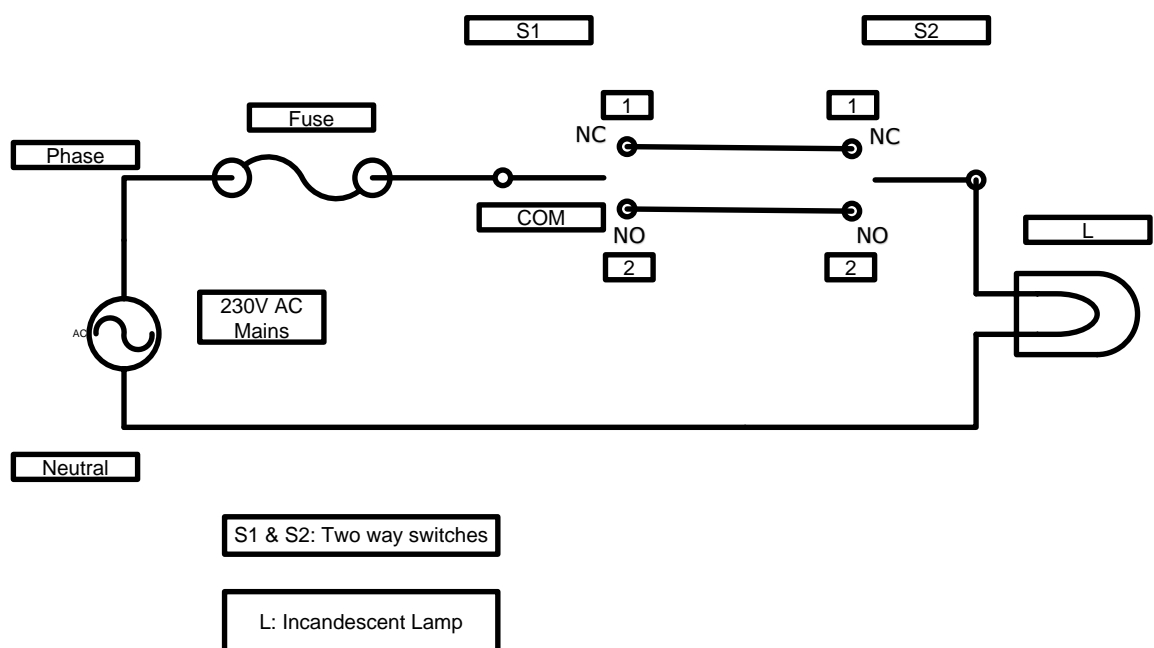 S1
S2
1
1
Fuse
NC
NC
Phase
COM
NO
NO
L
2
2
230V AC
Mains
AC
Neutral
S1 & S2: Two way switches
L: Incandescent Lamp